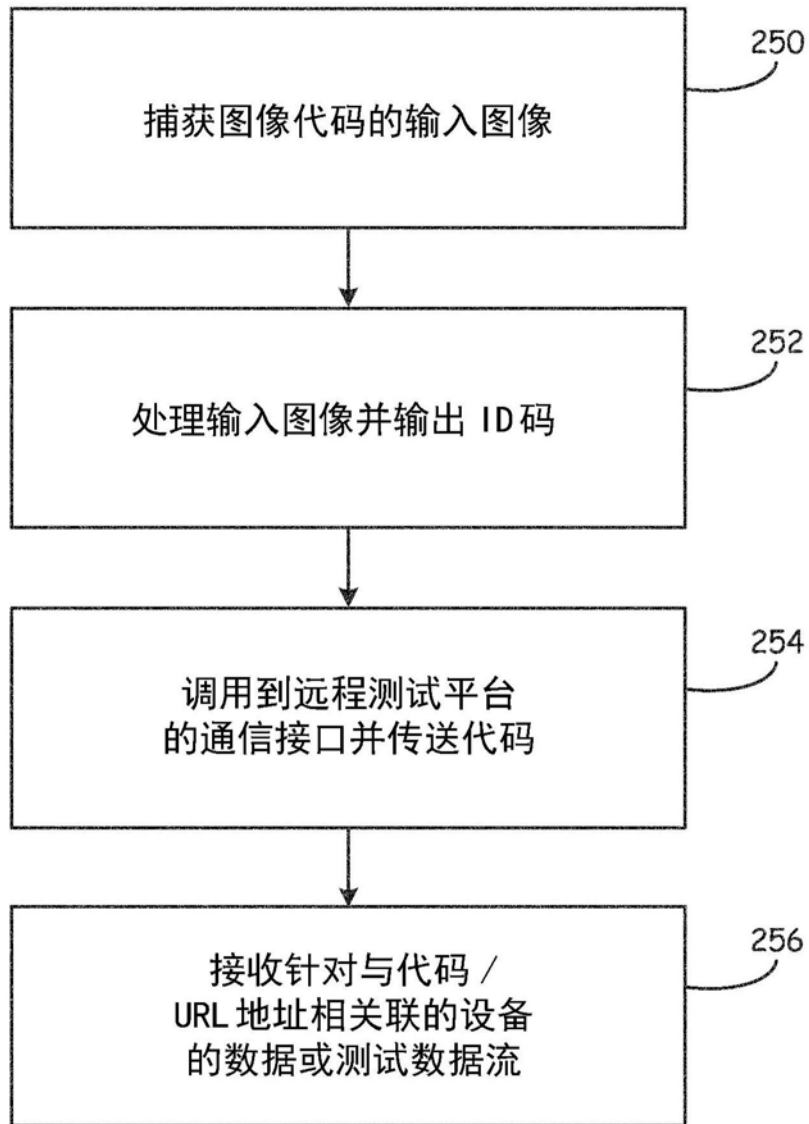 250
捕获图像代码的输入图像
252
处理输入图像并输出 ID码
254
调用到远程测试平台
的通信接口并传送代码
256
接收针对与代码/
URL地址相关联的设备
的数据或测试数据流